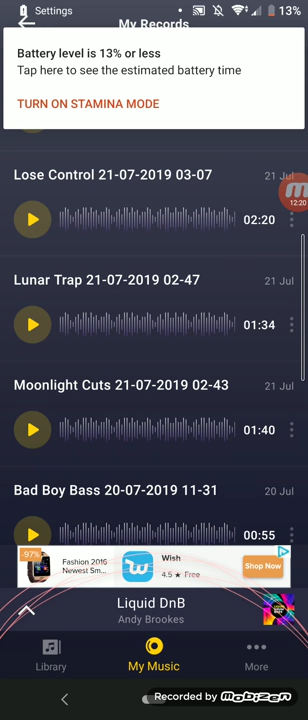 Settings
13%
My Records
Battery level is 13% or less
Tap here to see the estimated battery time
TURN ON STAMINA MODE
Lose Control 21-07-2019 03-07
21 Jul
02:20
12:20
Lunar Trap 21-07-2019 02-47
21 Jul
01:34
Moonlight Cuts 21-07-2019 02-43
21 Jul
01:40
Bad Boy Bass 20-07-2019 11-31
20 Jul
00:55
-97%
Fashion 2016
Newest Sm...
Wish
4.5 ★ Free
Shop Now
Liquid DnB
Andy Brookes
Library
My Music
More
Recorded by mobizen